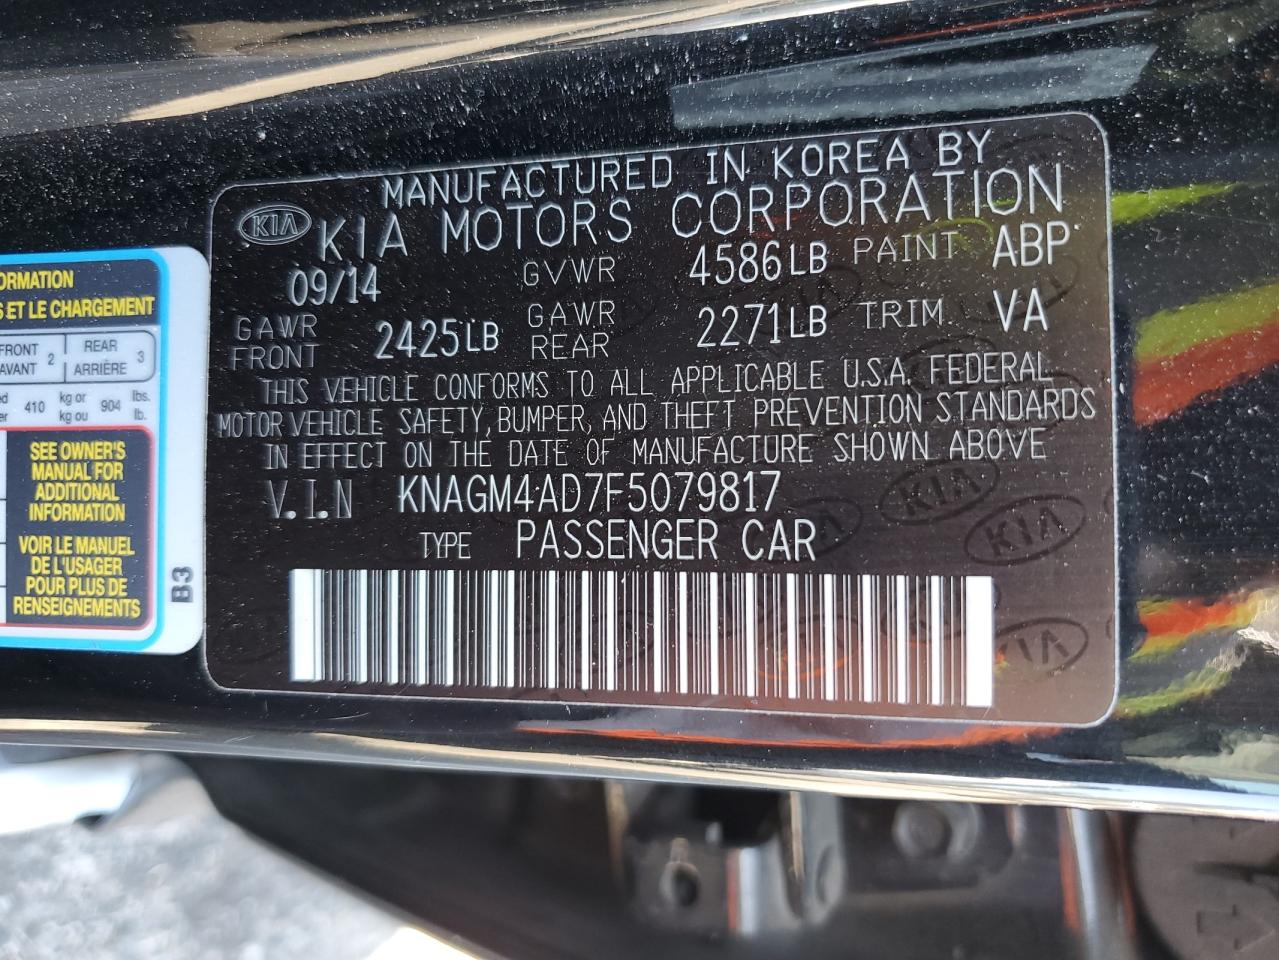 MANUFACTURED IN KOREA BY
KIA KIA MOTORS CORPORATION
09/14 GVWR 4586LB PAINT ABP
GAWR FRONT 2425LB GAWR REAR 2271LB TRIM VA
THIS VEHICLE CONFORMS TO ALL APPLICABLE U.S.A. FEDERAL
MOTOR VEHICLE SAFETY, BUMPER, AND THEFT PREVENTION STANDARDS
IN EFFECT ON THE DATE OF MANUFACTURE SHOWN ABOVE
V.I.N KNAGM4AD7F5079817
TYPE PASSENGER CAR
KIA
KIA
KIA
ET LE CHARGEMENT
FRONT 2 REAR 3
ARRIÈRE
410 kg or 904 lbs.
kg ou lb.
SEE OWNER'S
MANUAL FOR
ADDITIONAL
INFORMATION
VOIR LE MANUEL
DE L'USAGER
POUR PLUS DE
RENSEIGNEMENTS
B3